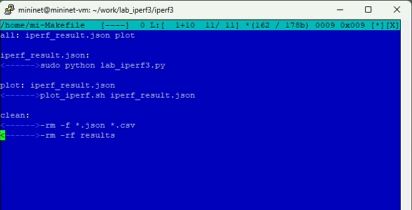 mininet@mininet-vm: ~/work/lab_iperf3/iperf3
/home/mi~Makefile [----] 0 L:[ 1+10 11/ 11] *(162 / 178b) 0009 0x009 [*][X]
all: iperf_result.json plot
iperf_result.json:
<------>sudo python lab_iperf3.py
plot: iperf_result.json
<------>plot_iperf.sh iperf_result.json
clean:
<------>-rm -f *.json *.csv
<------>-rm -rf results